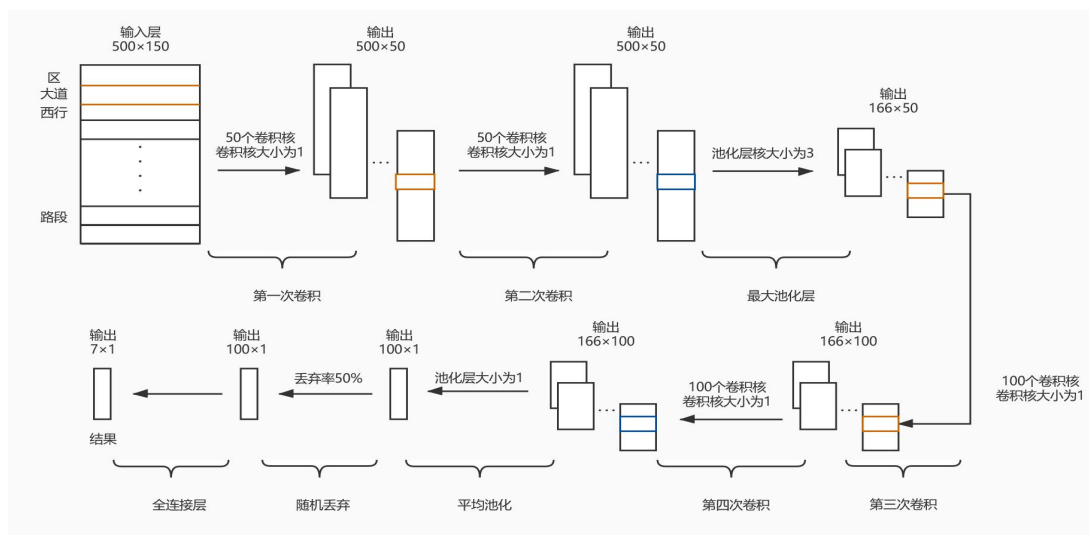 输入层
500×150
区
大道
西行
路段
50个卷积核
卷积核大小为1
输出
500×50
...
第一次卷积
50个卷积核
卷积核大小为1
输出
500×50
...
第二次卷积
池化层核大小为3
输出
166×50
...
最大池化层
100个卷积核
卷积核大小为1
输出
166×100
...
第三次卷积
100个卷积核
卷积核大小为1
输出
166×100
...
第四次卷积
池化层大小为1
输出
100×1
平均池化
丢弃率50%
输出
100×1
随机丢弃
输出
7×1
结果
全连接层